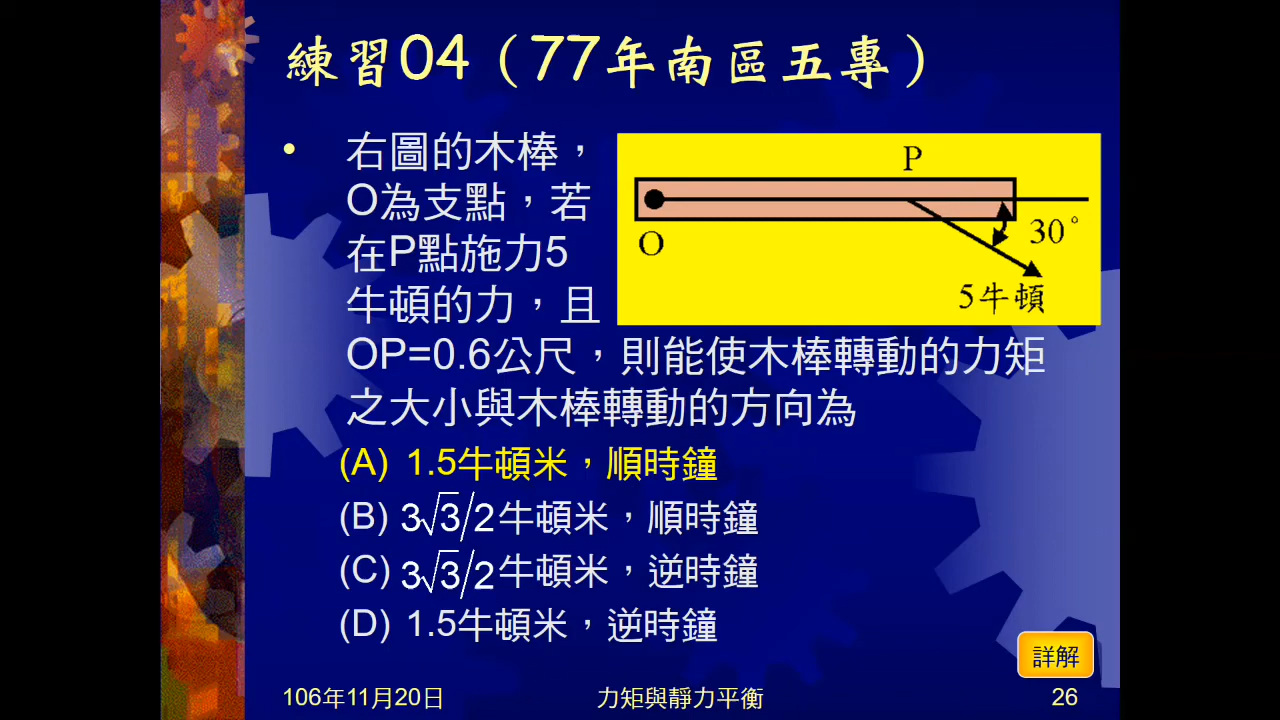 練習04（77年南區五專）
• 右圖的木棒，
O為支點，若
在P點施力5
牛頓的力，且
OP=0.6公尺，則能使木棒轉動的力矩
之大小與木棒轉動的方向為
P
O
30°
5牛頓
(A) 1.5牛頓米，順時鐘
(B) 3√3/2牛頓米，順時鐘
(C) 3√3/2牛頓米，逆時鐘
(D) 1.5牛頓米，逆時鐘
詳解
106年11月20日
力矩與靜力平衡
26